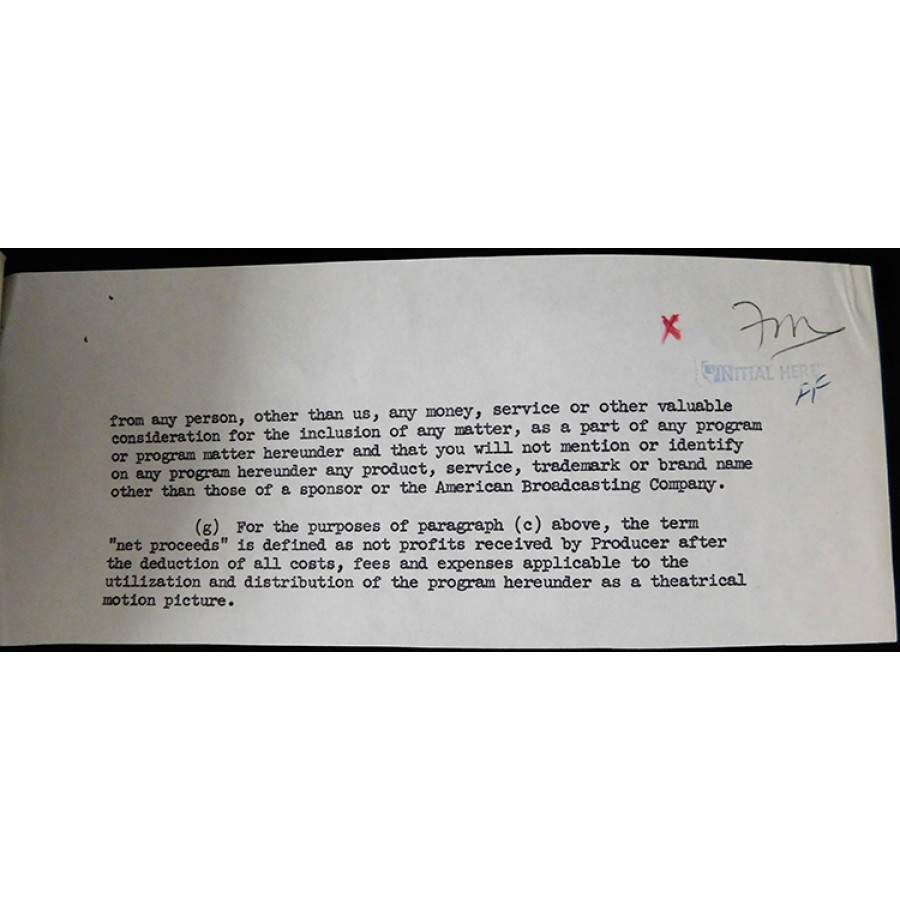 X Fm
INITIAL HERE
FF
from any person, other than us, any money, service or other valuable
consideration for the inclusion of any matter, as a part of any program
or program matter hereunder and that you will not mention or identify
on any program hereunder any product, service, trademark or brand name
other than those of a sponsor or the American Broadcasting Company.
(g) For the purposes of paragraph (c) above, the term
"net proceeds" is defined as not profits received by Producer after
the deduction of all costs, fees and expenses applicable to the
utilization and distribution of the program hereunder as a theatrical
motion picture.